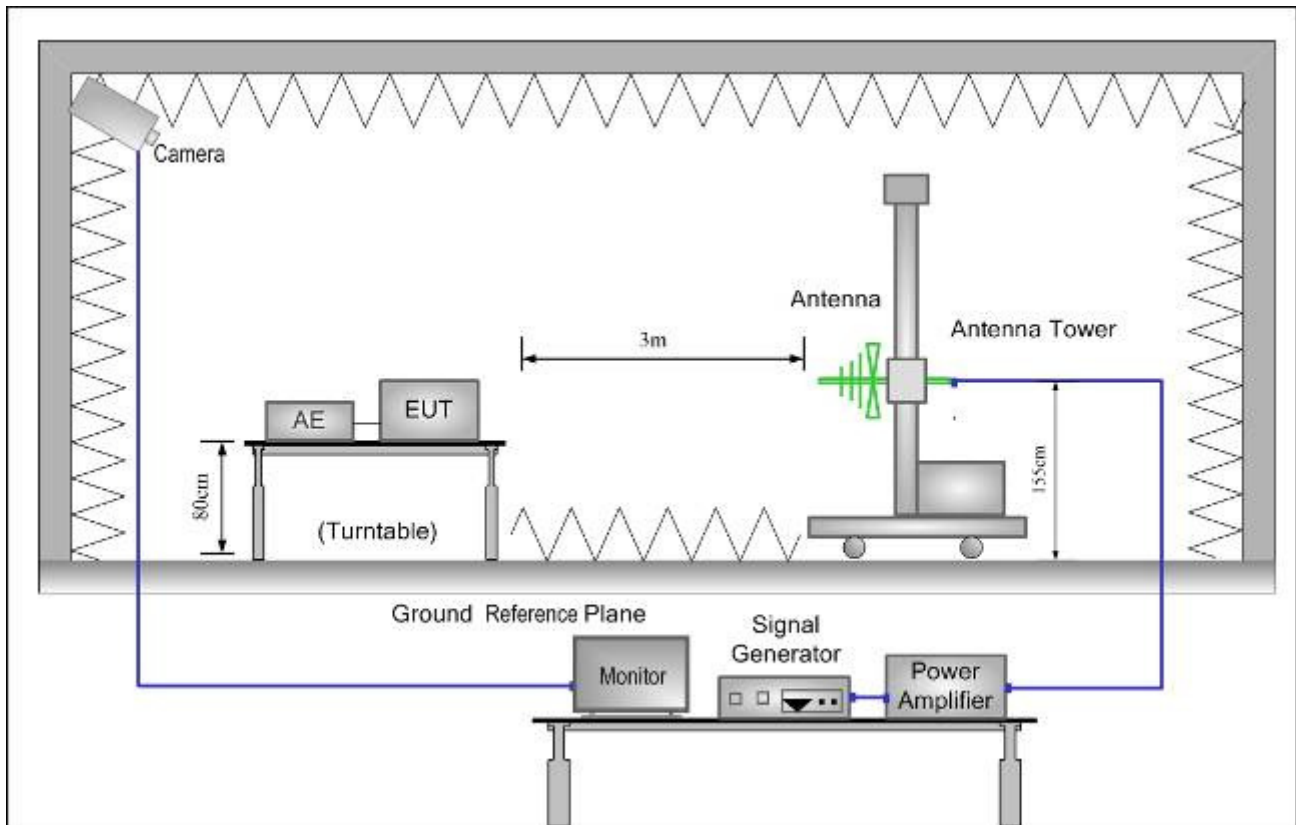 Camera
Antenna
Antenna Tower
3m
AE
EUT
80cm
155cm
(Turntable)
Ground Reference Plane
Signal
Generator
Monitor
Power
Amplifier